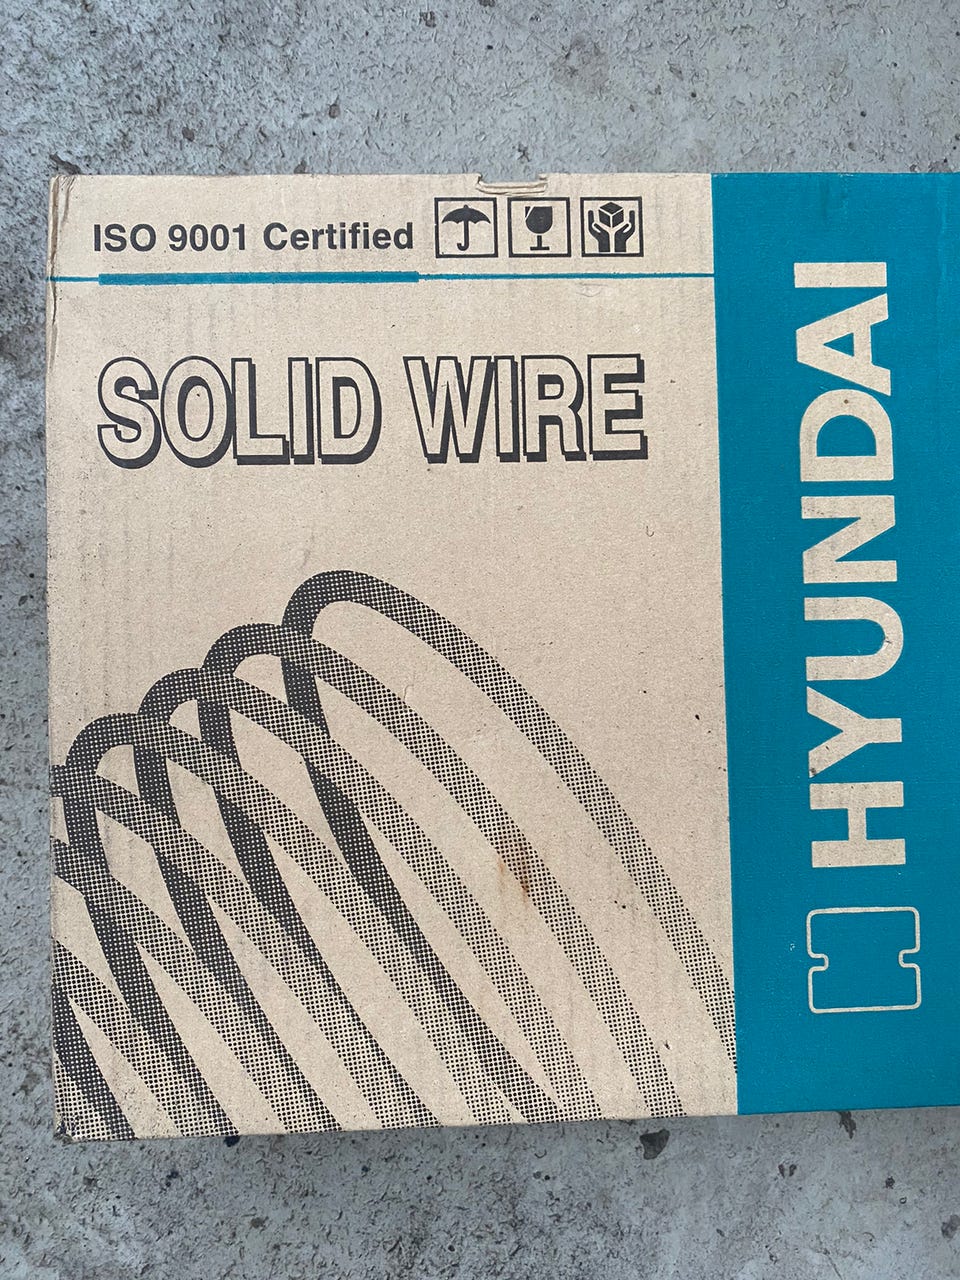 ISO 9001 Certified
SOLID WIRE
HYUNDAI